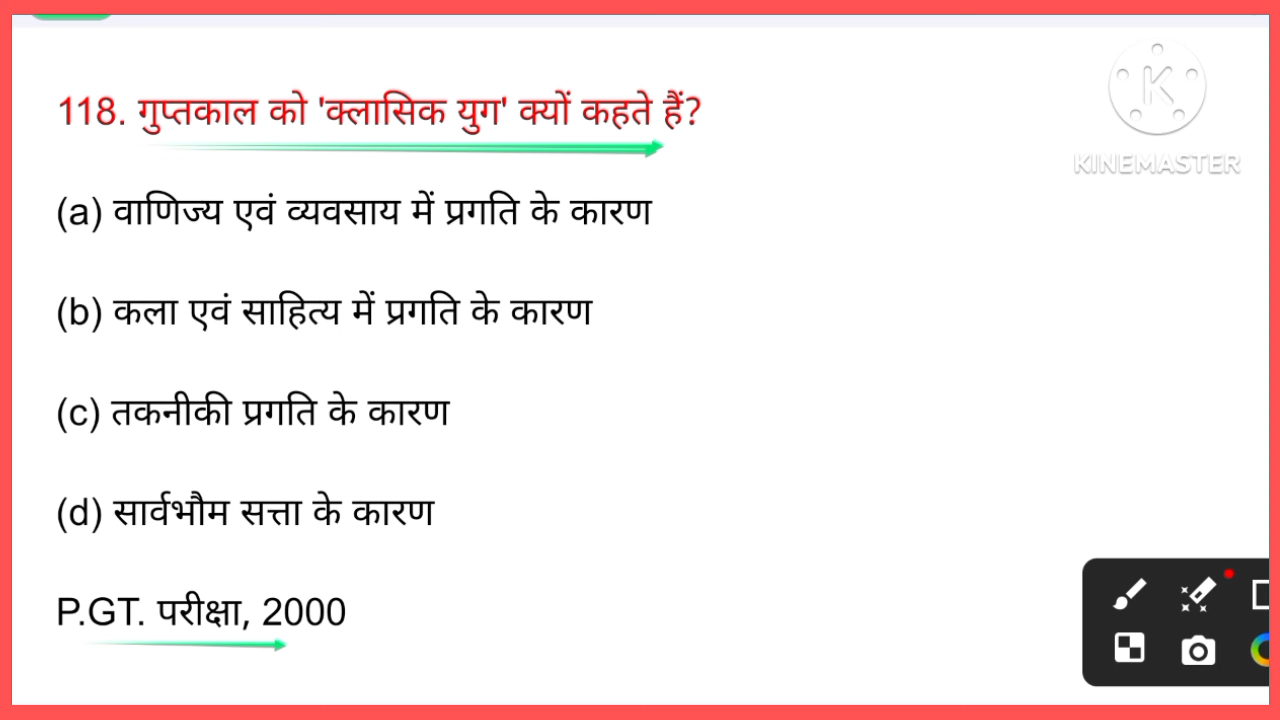 118. गुप्तकाल को 'क्लासिक युग' क्यों कहते हैं?
K
KINEMASTER
(a) वाणिज्य एवं व्यवसाय में प्रगति के कारण
(b) कला एवं साहित्य में प्रगति के कारण
(c) तकनीकी प्रगति के कारण
(d) सार्वभौम सत्ता के कारण
P.GT. परीक्षा, 2000